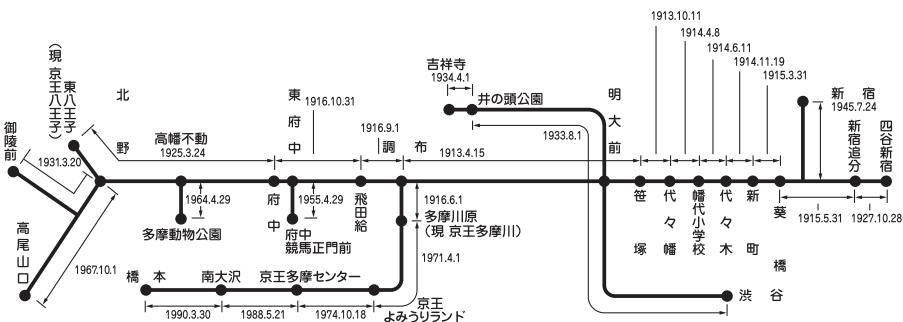 1913.10.11
1914.4.8
1914.6.11
1914.11.19
1915.3.31
吉祥寺
1934.4.1
井の頭公園
明大前
新宿
1945.7.24
1933.8.1
新宿追分
四谷新宿
東八王子
(現 京王八王子)
北野
御陵前
1931.3.20
高幡不動
1925.3.24
東府中
1916.10.31
1916.9.1
調布
1913.4.15
1964.4.29
多摩動物公園
府中
1955.4.29
府中
競馬正門前
飛田給
1916.6.1
多摩川原
(現 京王多摩川)
1971.4.1
笹塚
代々幡
幡代小学校
代々木
新町
葵橋
1915.5.31
1927.10.28
渋谷
高尾山口
1967.10.1
橋本
南大沢
京王多摩センター
京王
よみうりランド
1990.3.30
1988.5.21
1974.10.18